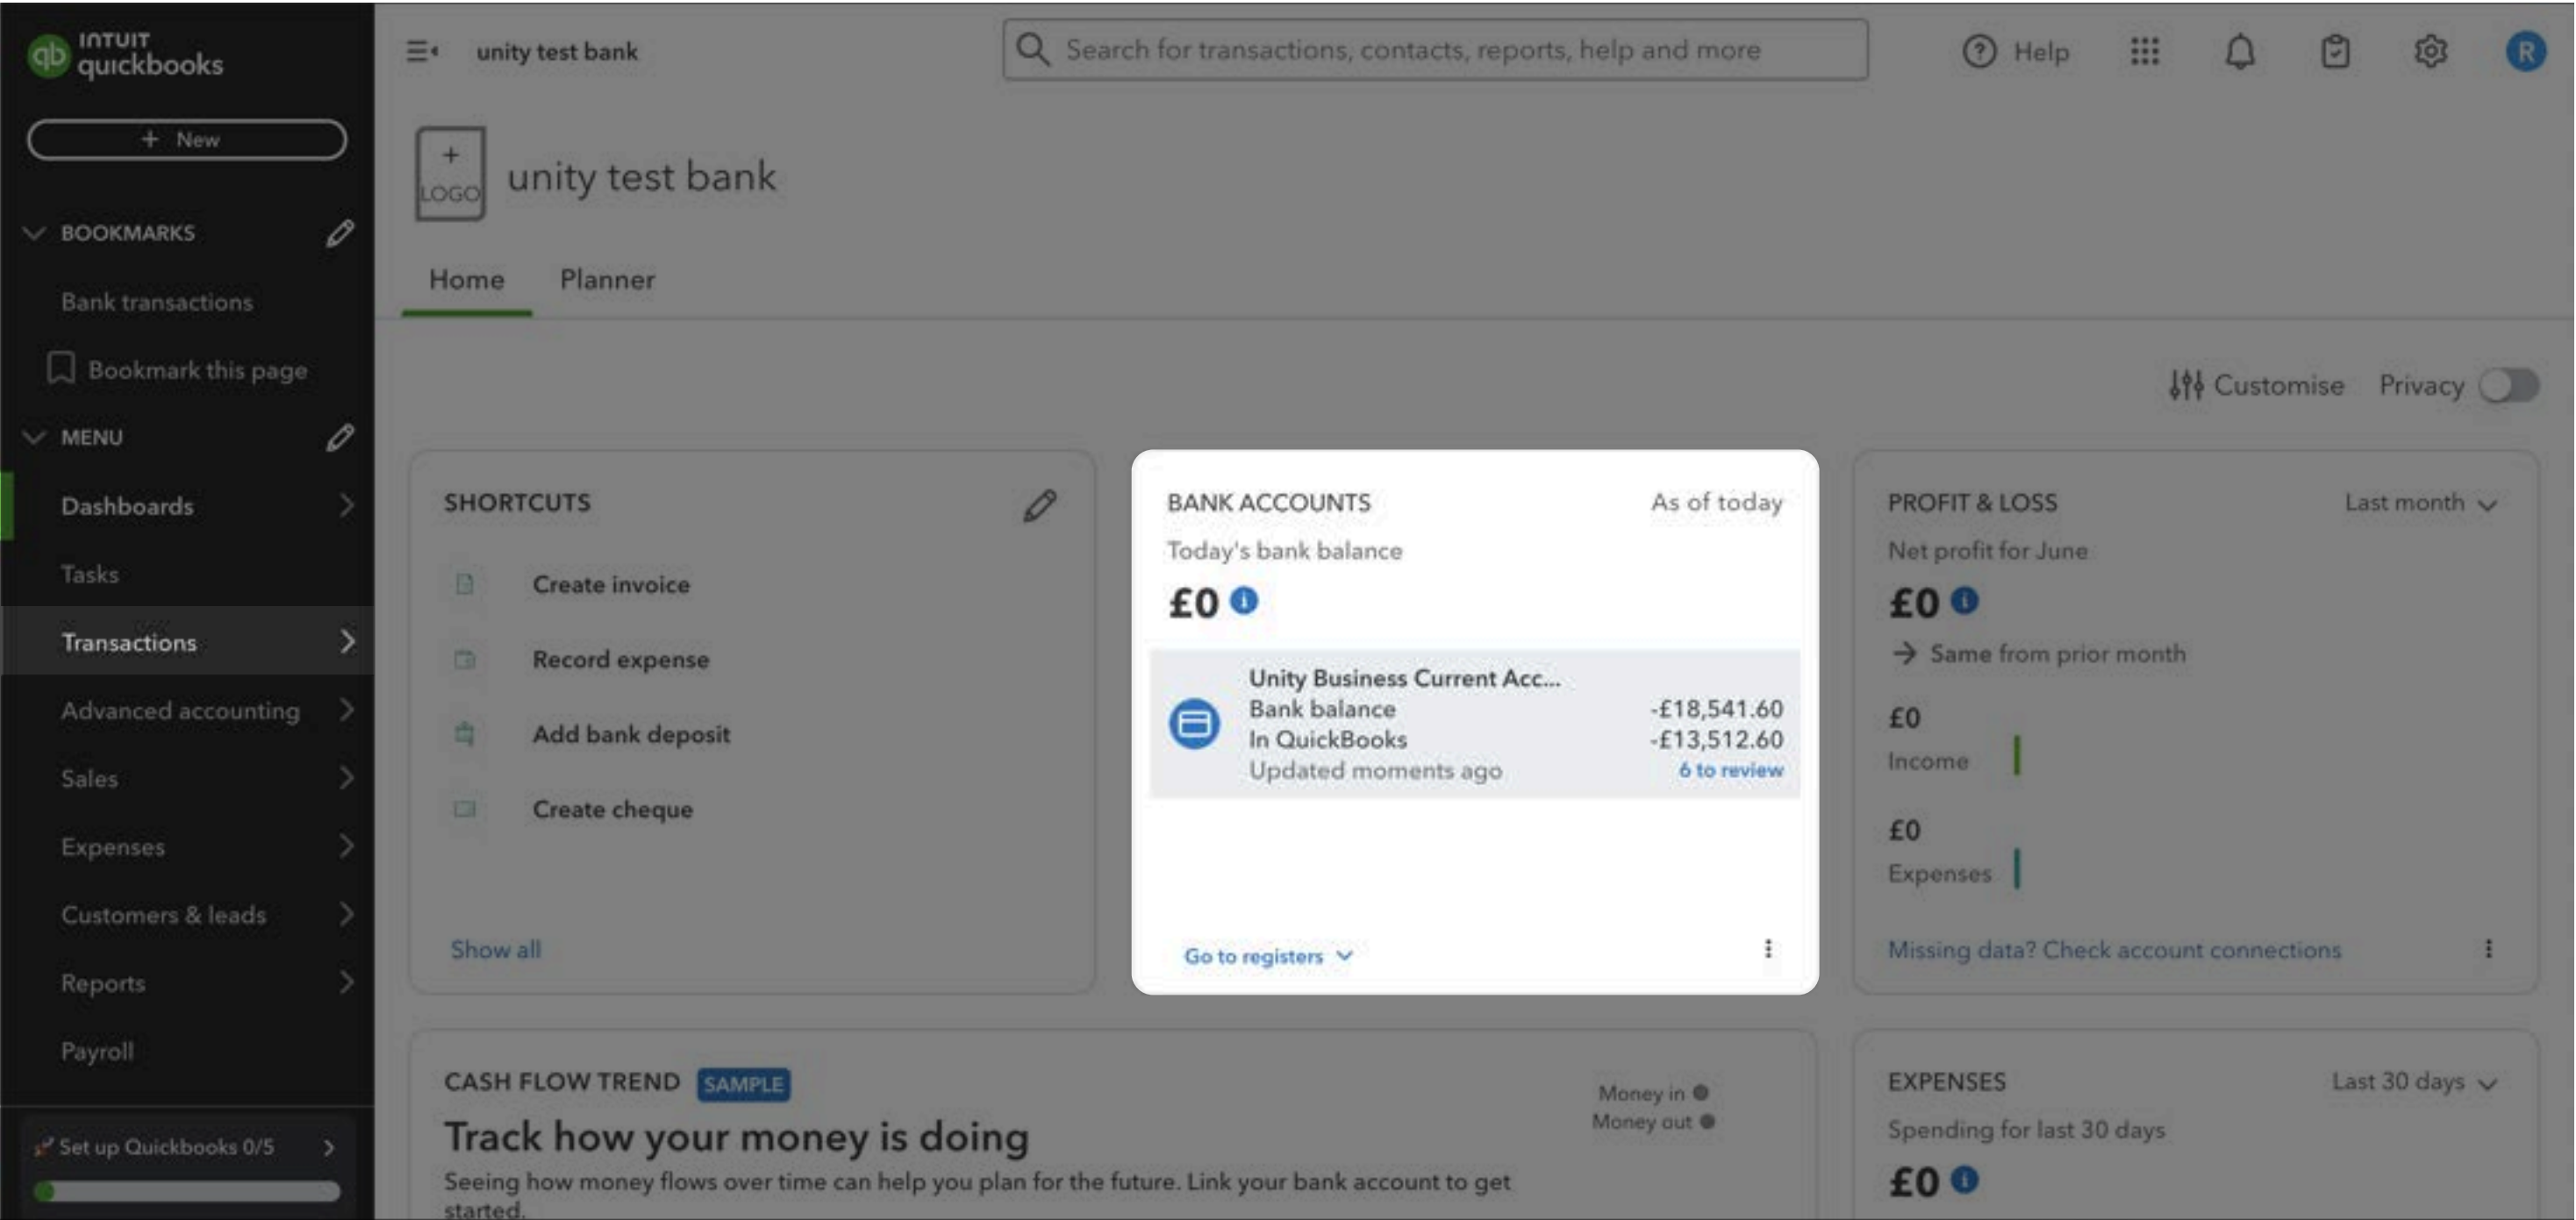 INTUIT
quickbooks
unity test bank
Search for transactions, contacts, reports, help and more
Help
R
+ New
+
LOGO
unity test bank
BOOKMARKS
Bank transactions
Bookmark this page
Home
Planner
MENU
Dashboards
Tasks
Transactions
Advanced accounting
Sales
Expenses
Customers & leads
Reports
Payroll
Set up Quickbooks 0/5
Customise
Privacy
SHORTCUTS
Create invoice
Record expense
Add bank deposit
Create cheque
Show all
BANK ACCOUNTS
As of today
Today's bank balance
£0
Unity Business Current Acc...
Bank balance -£18,541.60
In QuickBooks -£13,512.60
Updated moments ago 6 to review
Go to registers
PROFIT & LOSS
Last month
Net profit for June
£0
Same from prior month
£0
Income
£0
Expenses
Missing data? Check account connections
CASH FLOW TREND SAMPLE
Money in
Money out
Track how your money is doing
Seeing how money flows over time can help you plan for the future. Link your bank account to get
started.
EXPENSES
Last 30 days
Spending for last 30 days
£0